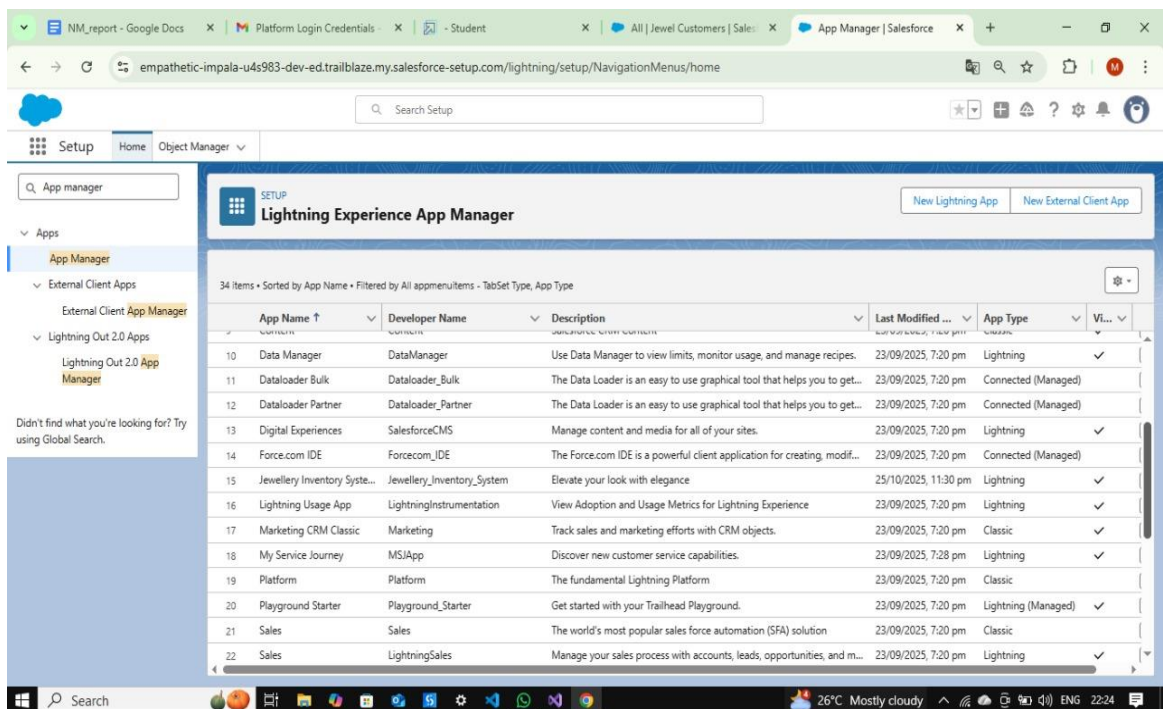 NM_report - Google Docs
Platform Login Credentials -
- Student
All | Jewel Customers | Sales
App Manager | Salesforce
empathetic-impala-u4s983-dev-ed.trailblaze.my.salesforce-setup.com/lightning/setup/NavigationMenus/home
M
Search Setup
Setup Home Object Manager
App manager
Apps
App Manager
External Client Apps
External Client App Manager
Lightning Out 2.0 Apps
Lightning Out 2.0 App
Manager
Didn't find what you're looking for? Try
using Global Search.
SETUP
Lightning Experience App Manager
New Lightning App New External Client App
34 items • Sorted by App Name • Filtered by All appmenuitems - TabSet Type, App Type
App Name ↑ Developer Name Description Last Modified ... App Type Vi...
Content Content Salesforce CRM Content 23/09/2025, 7:20 pm Classic
10 Data Manager DataManager Use Data Manager to view limits, monitor usage, and manage recipes. 23/09/2025, 7:20 pm Lightning
11 Dataloader Bulk Dataloader_Bulk The Data Loader is an easy to use graphical tool that helps you to get... 23/09/2025, 7:20 pm Connected (Managed)
12 Dataloader Partner Dataloader_Partner The Data Loader is an easy to use graphical tool that helps you to get... 23/09/2025, 7:20 pm Connected (Managed)
13 Digital Experiences SalesforceCMS Manage content and media for all of your sites. 23/09/2025, 7:20 pm Lightning
14 Force.com IDE Forcecom_IDE The Force.com IDE is a powerful client application for creating, modif... 23/09/2025, 7:20 pm Connected (Managed)
15 Jewellery Inventory Syste... Jewellery_Inventory_System Elevate your look with elegance 25/10/2025, 11:30 pm Lightning
16 Lightning Usage App LightningInstrumentation View Adoption and Usage Metrics for Lightning Experience 23/09/2025, 7:20 pm Lightning
17 Marketing CRM Classic Marketing Track sales and marketing efforts with CRM objects. 23/09/2025, 7:20 pm Classic
18 My Service Journey MSJApp Discover new customer service capabilities. 23/09/2025, 7:28 pm Lightning
19 Platform Platform The fundamental Lightning Platform 23/09/2025, 7:20 pm Classic
20 Playground Starter Playground_Starter Get started with your Trailhead Playground. 23/09/2025, 7:20 pm Lightning (Managed)
21 Sales Sales The world's most popular sales force automation (SFA) solution 23/09/2025, 7:20 pm Classic
22 Sales LightningSales Manage your sales process with accounts, leads, opportunities, and m... 23/09/2025, 7:20 pm Lightning
Search
26°C Mostly cloudy ENG 22:24